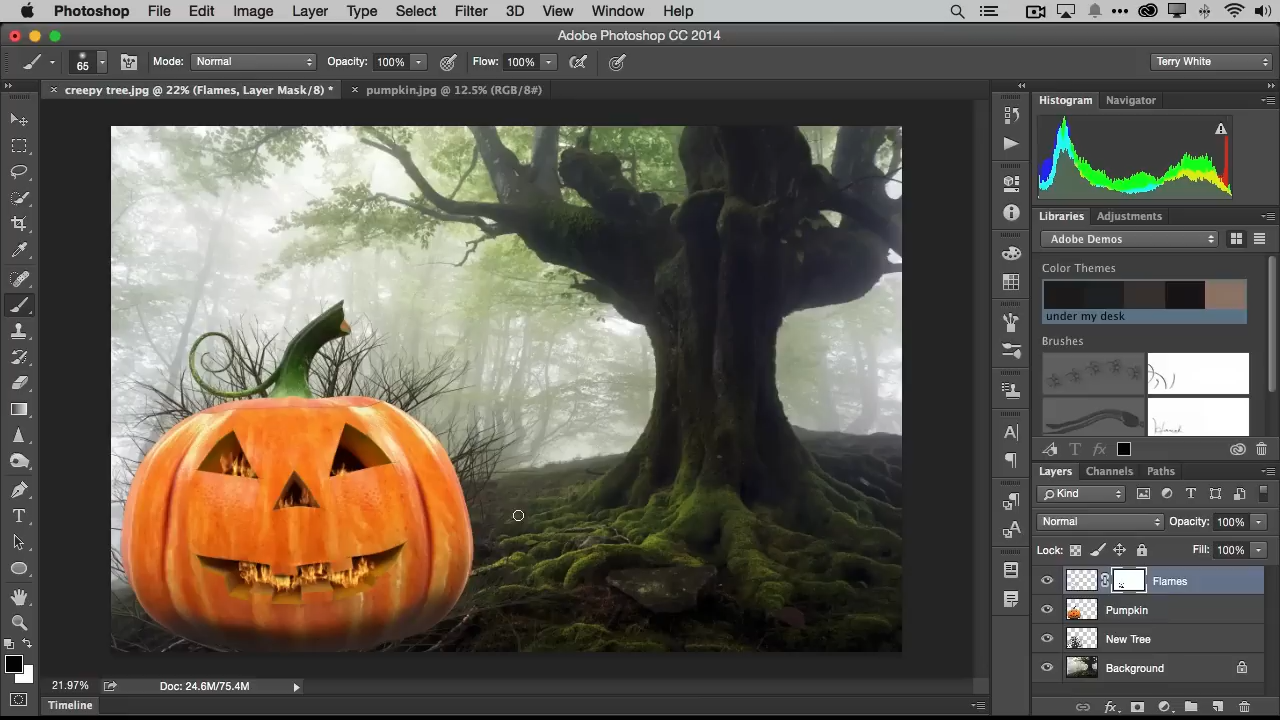 Photoshop File Edit Image Layer Type Select Filter 3D View Window Help
Adobe Photoshop CC 2014
65 Mode: Normal Opacity: 100% Flow: 100% Terry White
× creepy tree.jpg @ 22% (Flames, Layer Mask/8) * × pumpkin.jpg @ 12.5% (RGB/8#)
Histogram Navigator
Libraries Adjustments
Adobe Demos
Color Themes
under my desk
Brushes
T fx
Layers Channels Paths
Kind T
Normal Opacity: 100%
Lock: Fill: 100%
Flames
Pumpkin
New Tree
Background
21.97% Doc: 24.6M/75.4M
Timeline fx